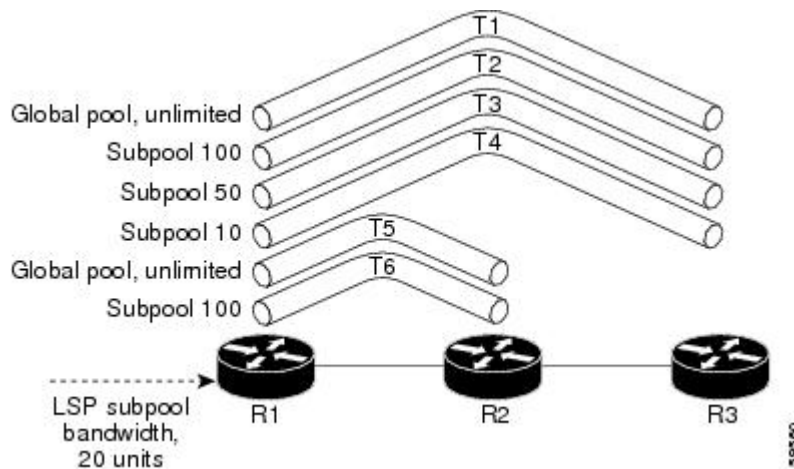 T1
T2
T3
T4
Global pool, unlimited
Subpool 100
Subpool 50
Subpool 10
T5
Global pool, unlimited
T6
Subpool 100
LSP subpool
bandwidth,
20 units
R1
R2
R3
59560